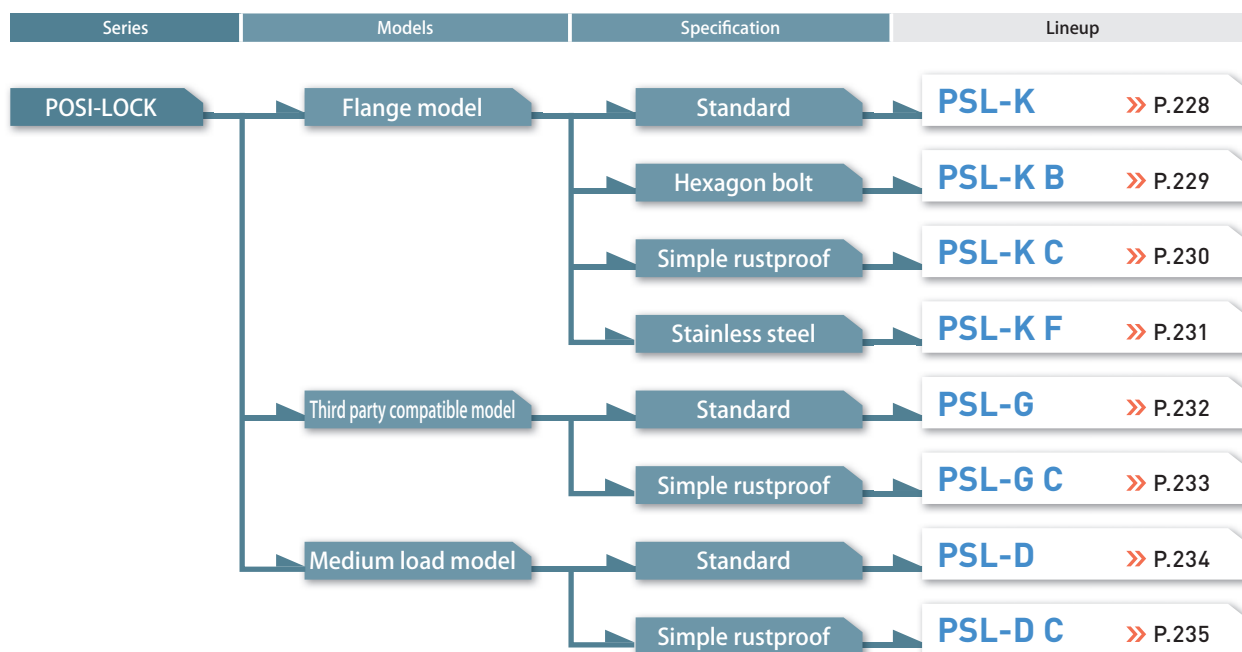 Series Models Specification Lineup
POSI-LOCK Flange model Standard PSL-K » P.228
Hexagon bolt PSL-K B » P.229
Simple rustproof PSL-K C » P.230
Stainless steel PSL-K F » P.231
Third party compatible model Standard PSL-G » P.232
Simple rustproof PSL-G C » P.233
Medium load model Standard PSL-D » P.234
Simple rustproof PSL-D C » P.235